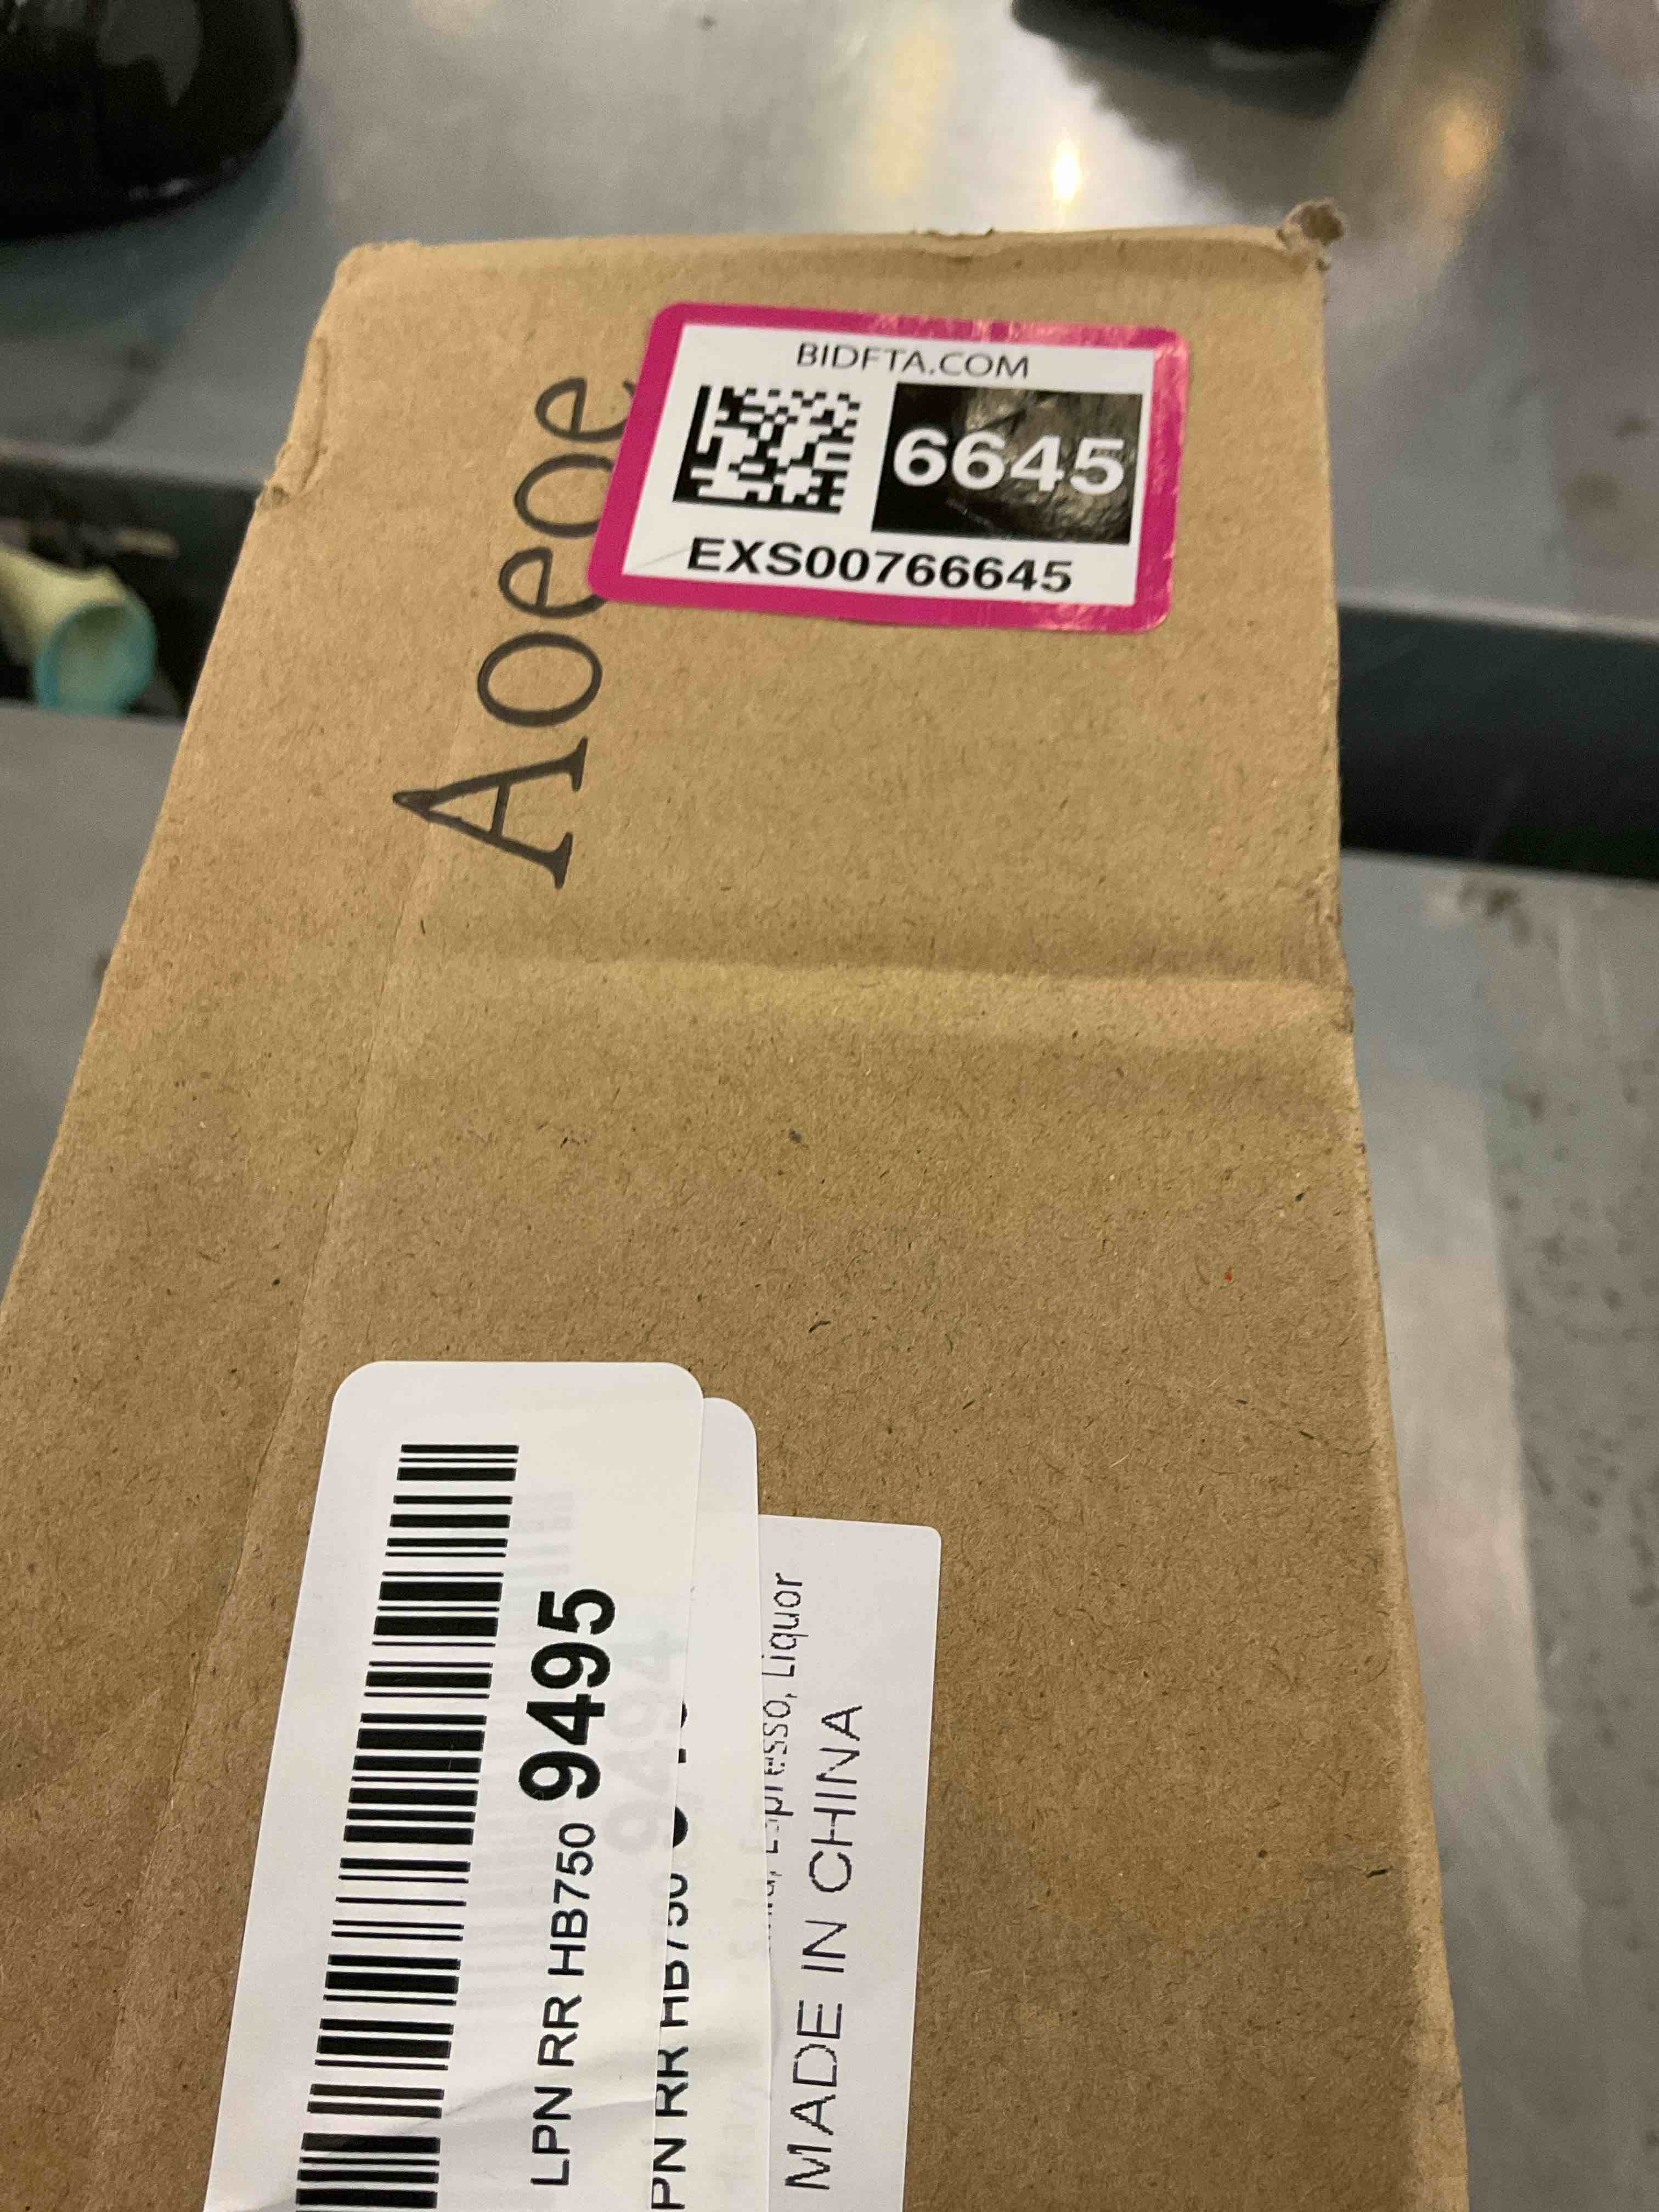 BIDFTA.COM
6645
EXS00766645
Aoeoe
LPN RR HB750 9495
PN RR HB750
Espresso, Liquor
MADE IN CHINA